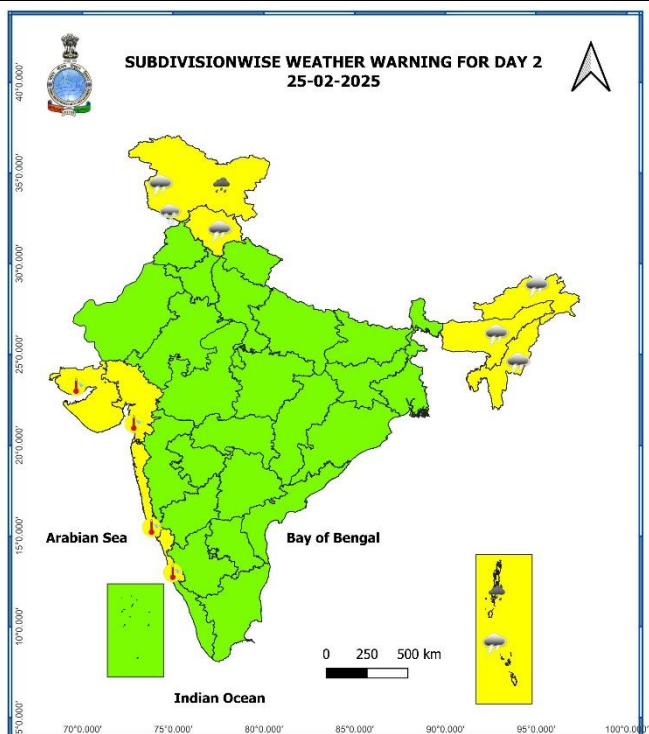 SUBDIVISIONWISE WEATHER WARNING FOR DAY 2
25-02-2025
40°0.000'
35°0.000'
30°0.000'
25°0.000'
20°0.000'
15°0.000'
10°0.000'
5°0.000'
Arabian Sea
Bay of Bengal
0 250 500 km
Indian Ocean
70°0.000' 75°0.000' 80°0.000' 85°0.000' 90°0.000' 95°0.000' 100°0.000'